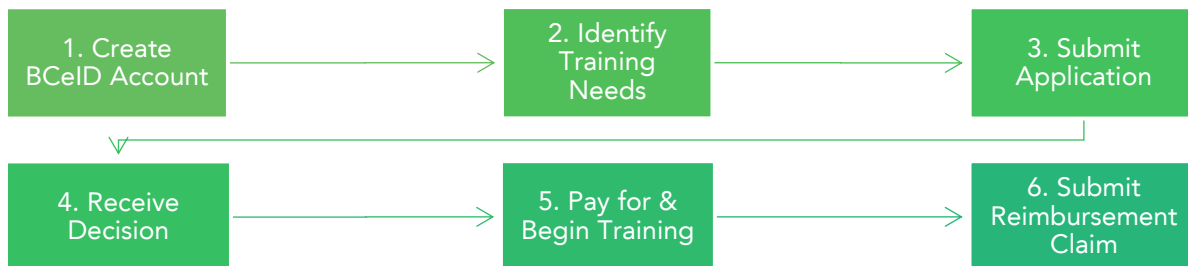 1. Create
BCeID Account
2. Identify
Training
Needs
3. Submit
Application
4. Receive
Decision
5. Pay for &
Begin Training
6. Submit
Reimbursement
Claim